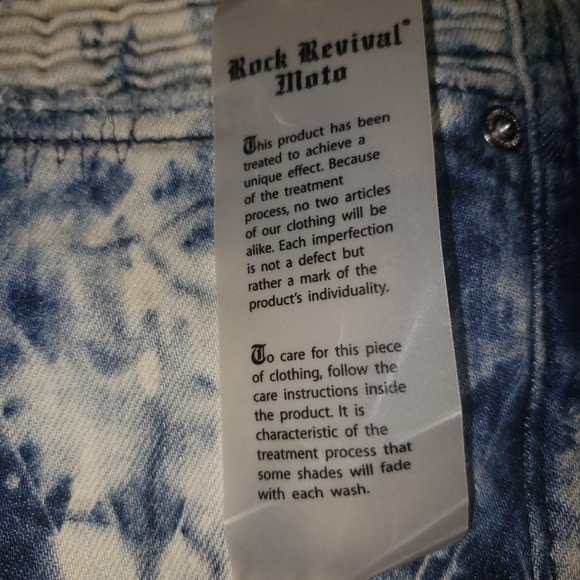 Rock Revival®
Moto
This product has been
treated to achieve a
unique effect. Because
of the treatment
process, no two articles
of our clothing will be
alike. Each imperfection
is not a defect but
rather a mark of the
product's individuality.
To care for this piece
of clothing, follow the
care instructions inside
the product. It is
characteristic of the
treatment process that
some shades will fade
with each wash.